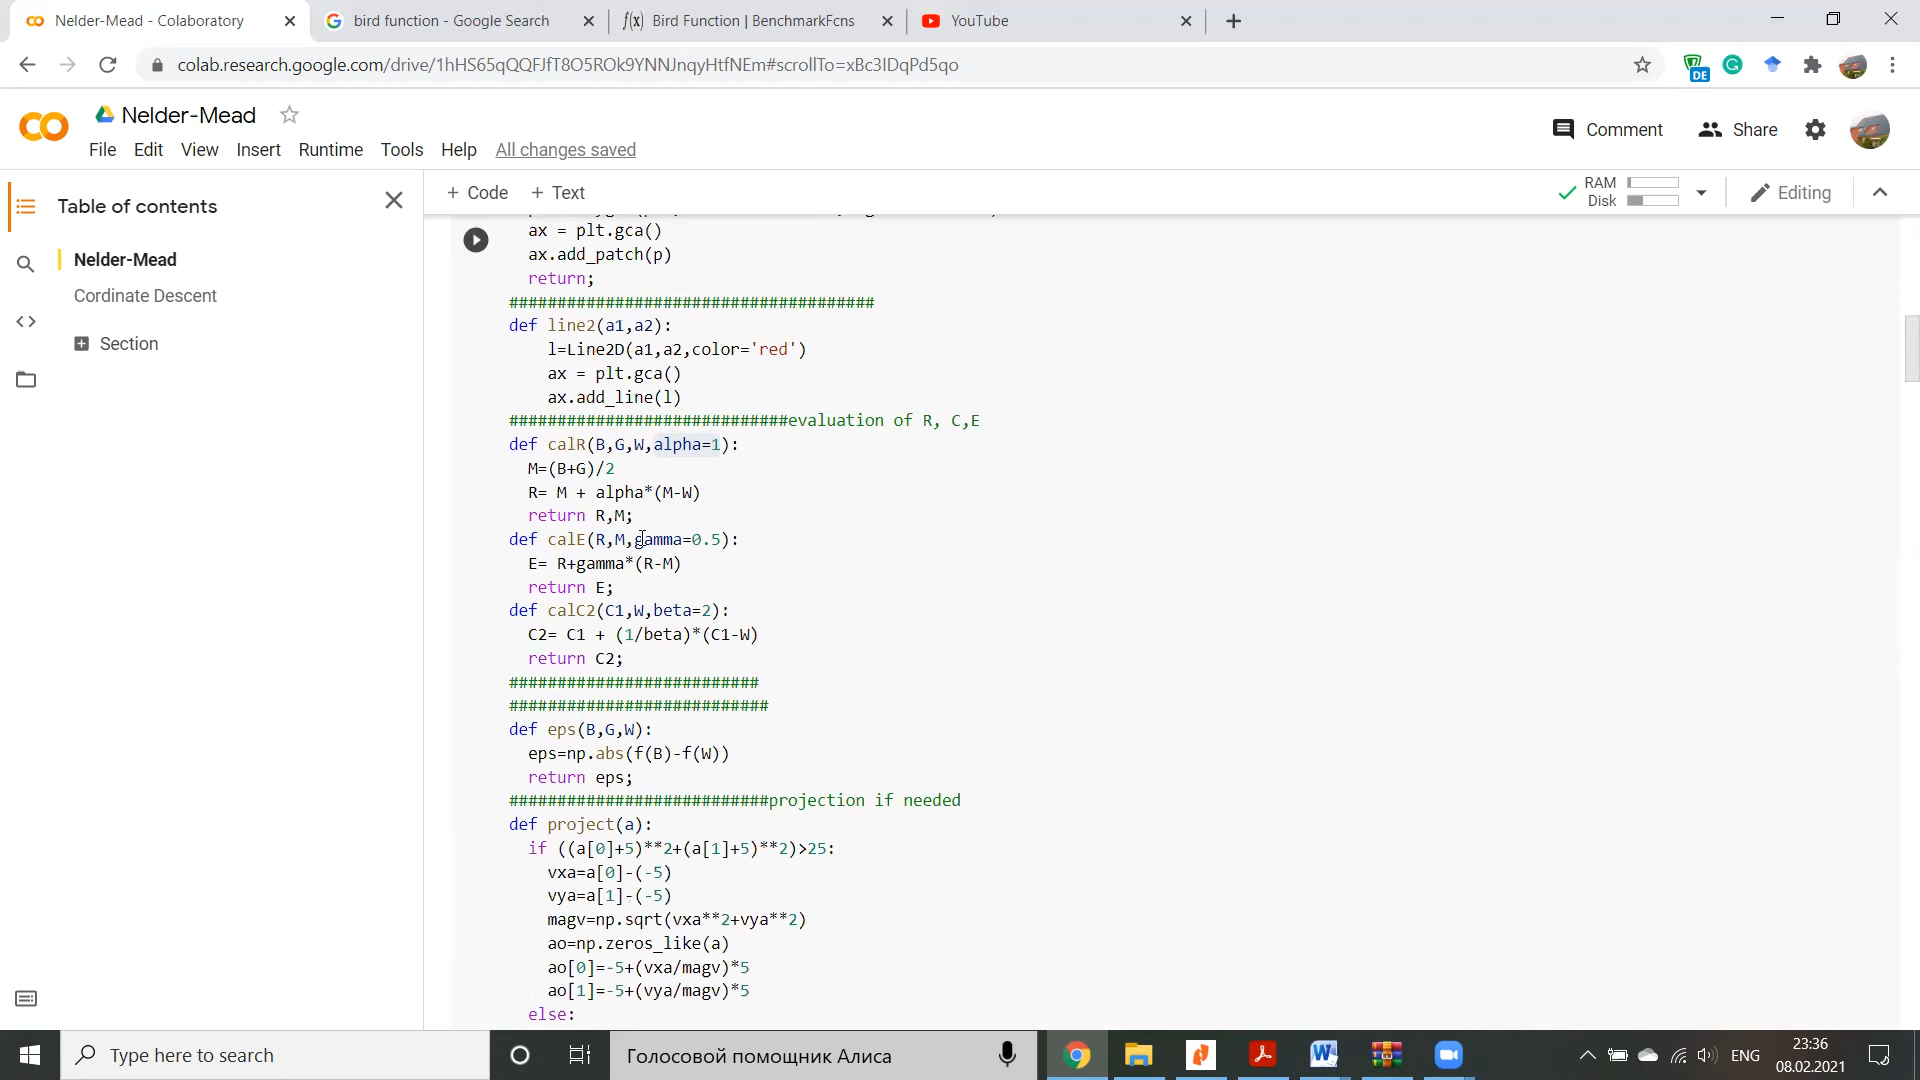 Nelder-Mead - Colaboratory
bird function - Google Search
f(x) Bird Function | BenchmarkFcns
YouTube
colab.research.google.com/drive/1hHS65qQQFJfT8O5ROk9YNNJnqyHtfNEm#scrollTo=xBc3IDqPd5qo
DE
Nelder-Mead
Comment
Share
File Edit View Insert Runtime Tools Help All changes saved
Table of contents
+ Code + Text
RAM
Disk
Editing
Nelder-Mead
Cordinate Descent
Section
ax = plt.gca()
ax.add_patch(p)
return;
######################################
def line2(a1,a2):
l=Line2D(a1,a2,color='red')
ax = plt.gca()
ax.add_line(l)
#############################evaluation of R, C,E
def calR(B,G,W,alpha=1):
M=(B+G)/2
R= M + alpha*(M-W)
return R,M;
def calE(R,M,gamma=0.5):
E= R+gamma*(R-M)
return E;
def calC2(C1,W,beta=2):
C2= C1 + (1/beta)*(C1-W)
return C2;
##########################
###########################
def eps(B,G,W):
eps=np.abs(f(B)-f(W))
return eps;
###########################projection if needed
def project(a):
if ((a[0]+5)**2+(a[1]+5)**2)>25:
vxa=a[0]-(-5)
vya=a[1]-(-5)
magv=np.sqrt(vxa**2+vya**2)
ao=np.zeros_like(a)
ao[0]=-5+(vxa/magv)*5
ao[1]=-5+(vya/magv)*5
else:
Type here to search
Голосовой помощник Алиса
ENG
23:36
08.02.2021